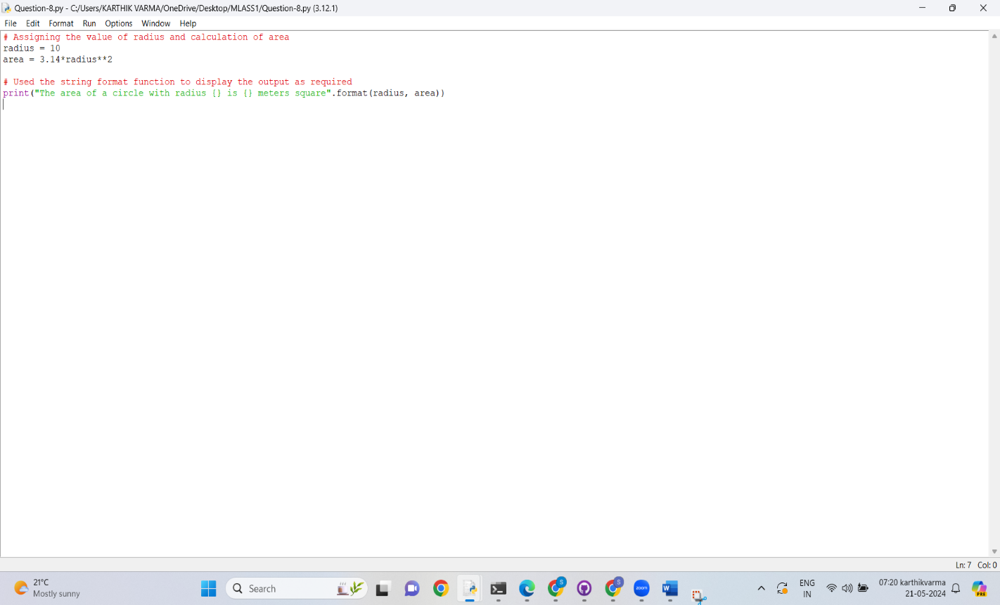 Question-8.py - C:/Users/KARTHIK VARMA/OneDrive/Desktop/MLASS1/Question-8.py (3.12.1)
File Edit Format Run Options Window Help
# Assigning the value of radius and calculation of area
radius = 10
area = 3.14*radius**2
# Used the string format function to display the output as required
print("The area of a circle with radius {} is {} meters square".format(radius, area))
Ln: 7 Col: 0
21°C
Mostly sunny
Search
S
S
zoom
W
ENG
IN
07:20 karthikvarma
21-05-2024
PRE